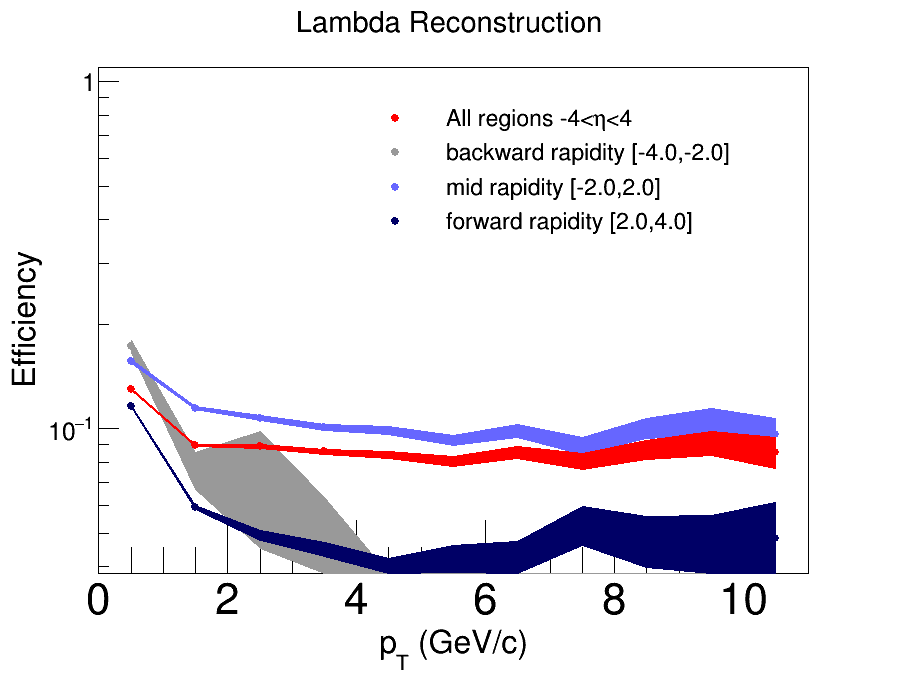 Lambda Reconstruction
1
All regions -4<η<4
backward rapidity [-4.0,-2.0]
mid rapidity [-2.0,2.0]
forward rapidity [2.0,4.0]
Efficiency
10⁻¹
0 2 4 6 8 10
p_T (GeV/c)